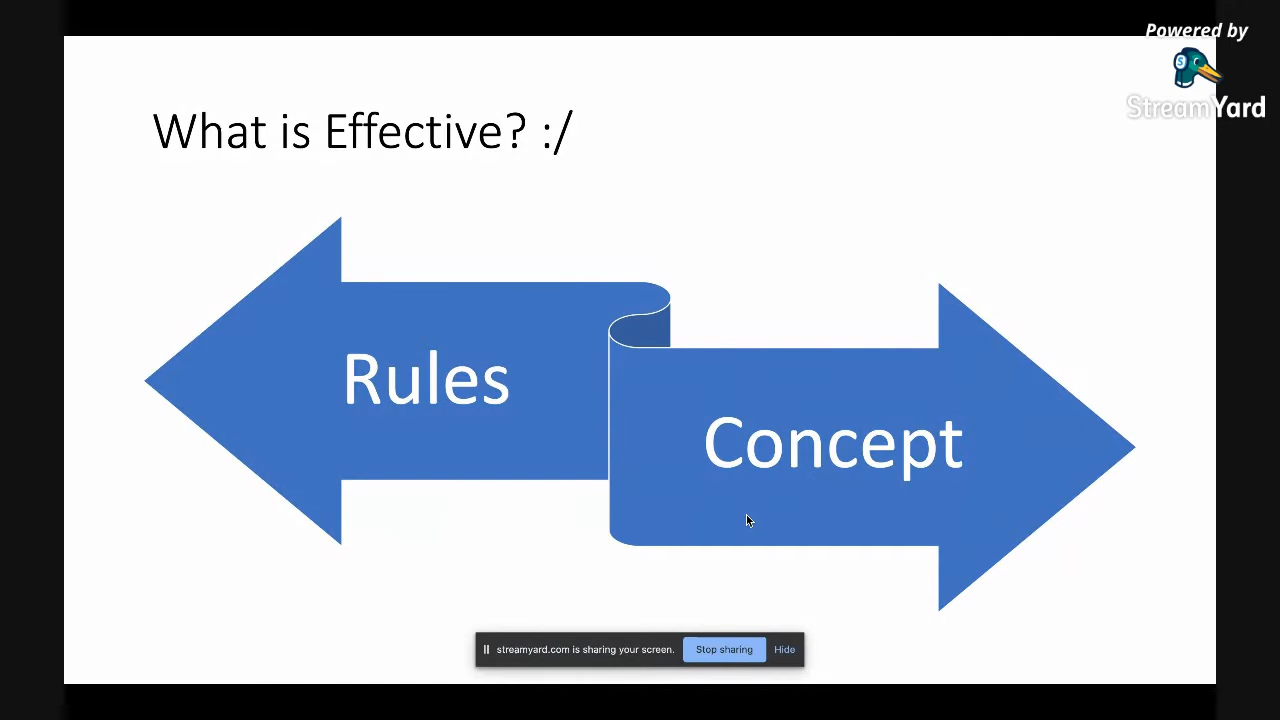 Powered by
StreamYard
What is Effective? :/
Rules
Concept
streamyard.com is sharing your screen.
Stop sharing
Hide